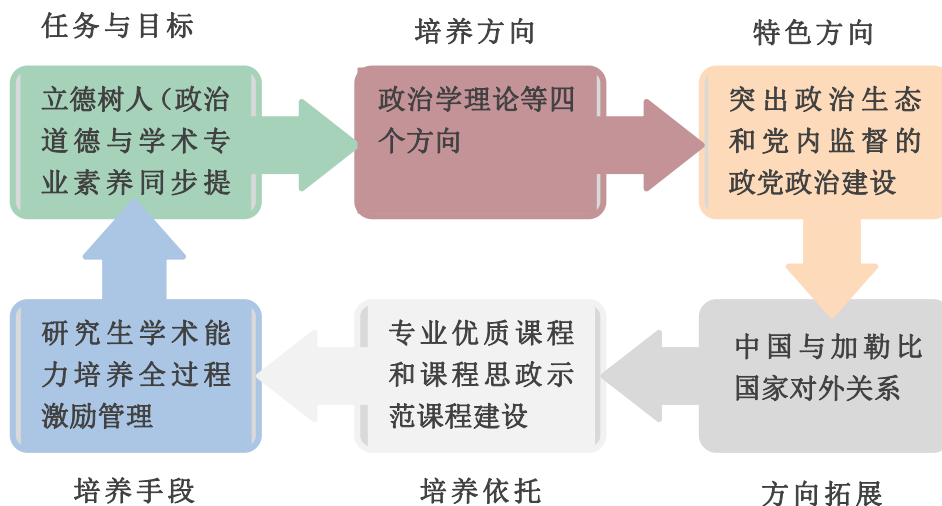 任务与目标
培养方向
特色方向
立德树人（政治
道德与学术专
业素养同步提
政治学理论等四
个方向
突出政治生态
和党内监督的
政党政治建设
研究生学术能
力培养全过程
激励管理
专业优质课程
和课程思政示
范课程建设
中国与加勒比
国家对外关系
培养手段
培养依托
方向拓展